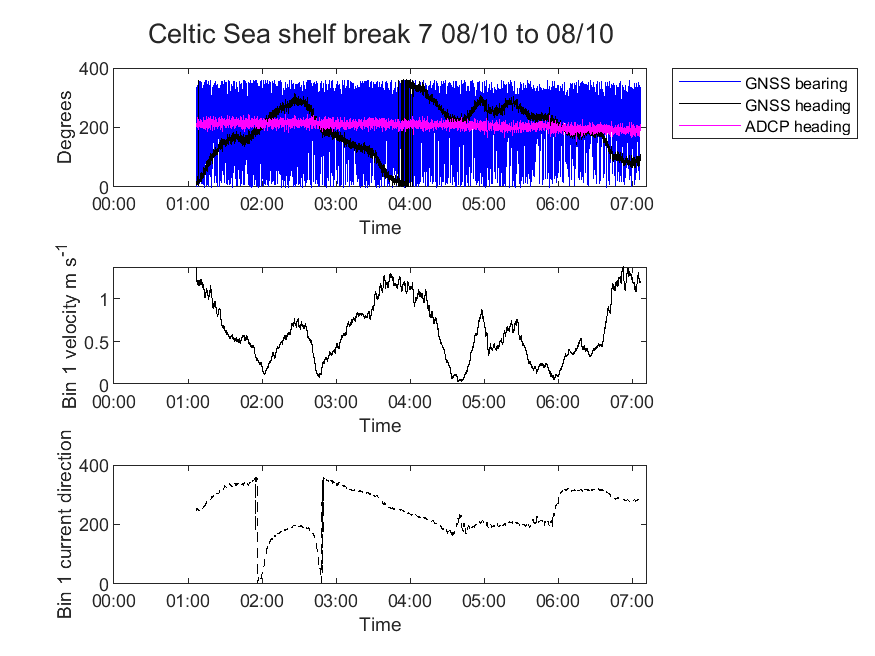 Celtic Sea shelf break 7 08/10 to 08/10
400
200
0
Degrees
00:00 01:00 02:00 03:00 04:00 05:00 06:00 07:00
Time
GNSS bearing
GNSS heading
ADCP heading
1
0.5
0
Bin 1 velocity m s-1
00:00 01:00 02:00 03:00 04:00 05:00 06:00 07:00
Time
400
200
0
Bin 1 current direction
00:00 01:00 02:00 03:00 04:00 05:00 06:00 07:00
Time